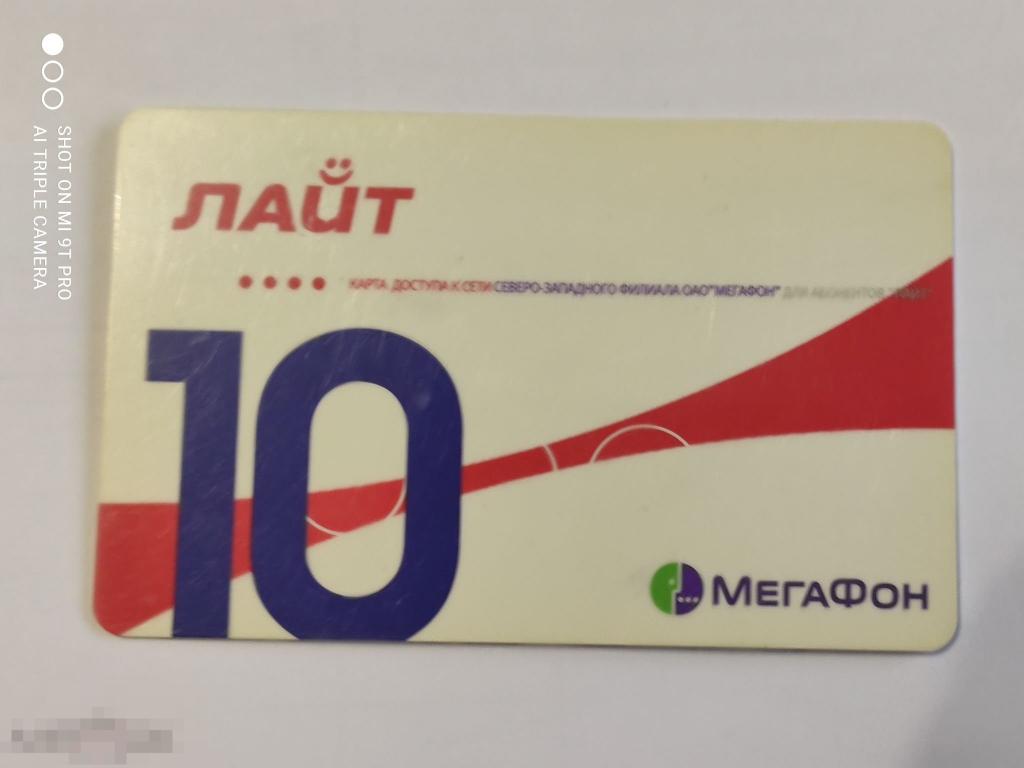 SHOT ON MI 9T PRO
AI TRIPLE CAMERA
ЛАЙТ
КАРТА ДОСТУПА К СЕТИ СЕВЕРО-ЗАПАДНОГО ФИЛИАЛА ОАО"МЕГАФОН" ДЛЯ АБОНЕНТОВ "ЛАЙТ"
10
МЕГАФОН